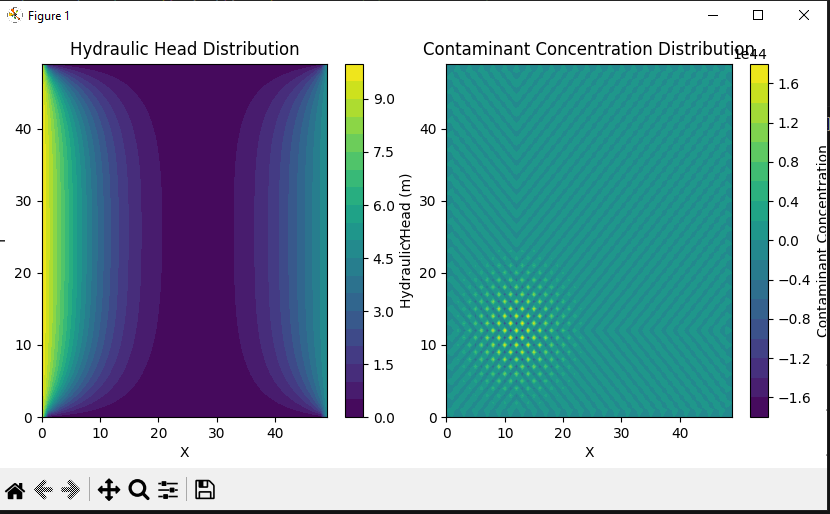 Figure 1
Hydraulic Head Distribution
Contaminant Concentration Distribution
1e44
40
30
20
10
0
0 10 20 30 40
X
9.0
7.5
6.0
4.5
3.0
1.5
0.0
Hydraulic Head (m)
Y
40
30
20
10
0
0 10 20 30 40
X
1.6
1.2
0.8
0.4
0.0
−0.4
−0.8
−1.2
−1.6
Contaminant Concentration